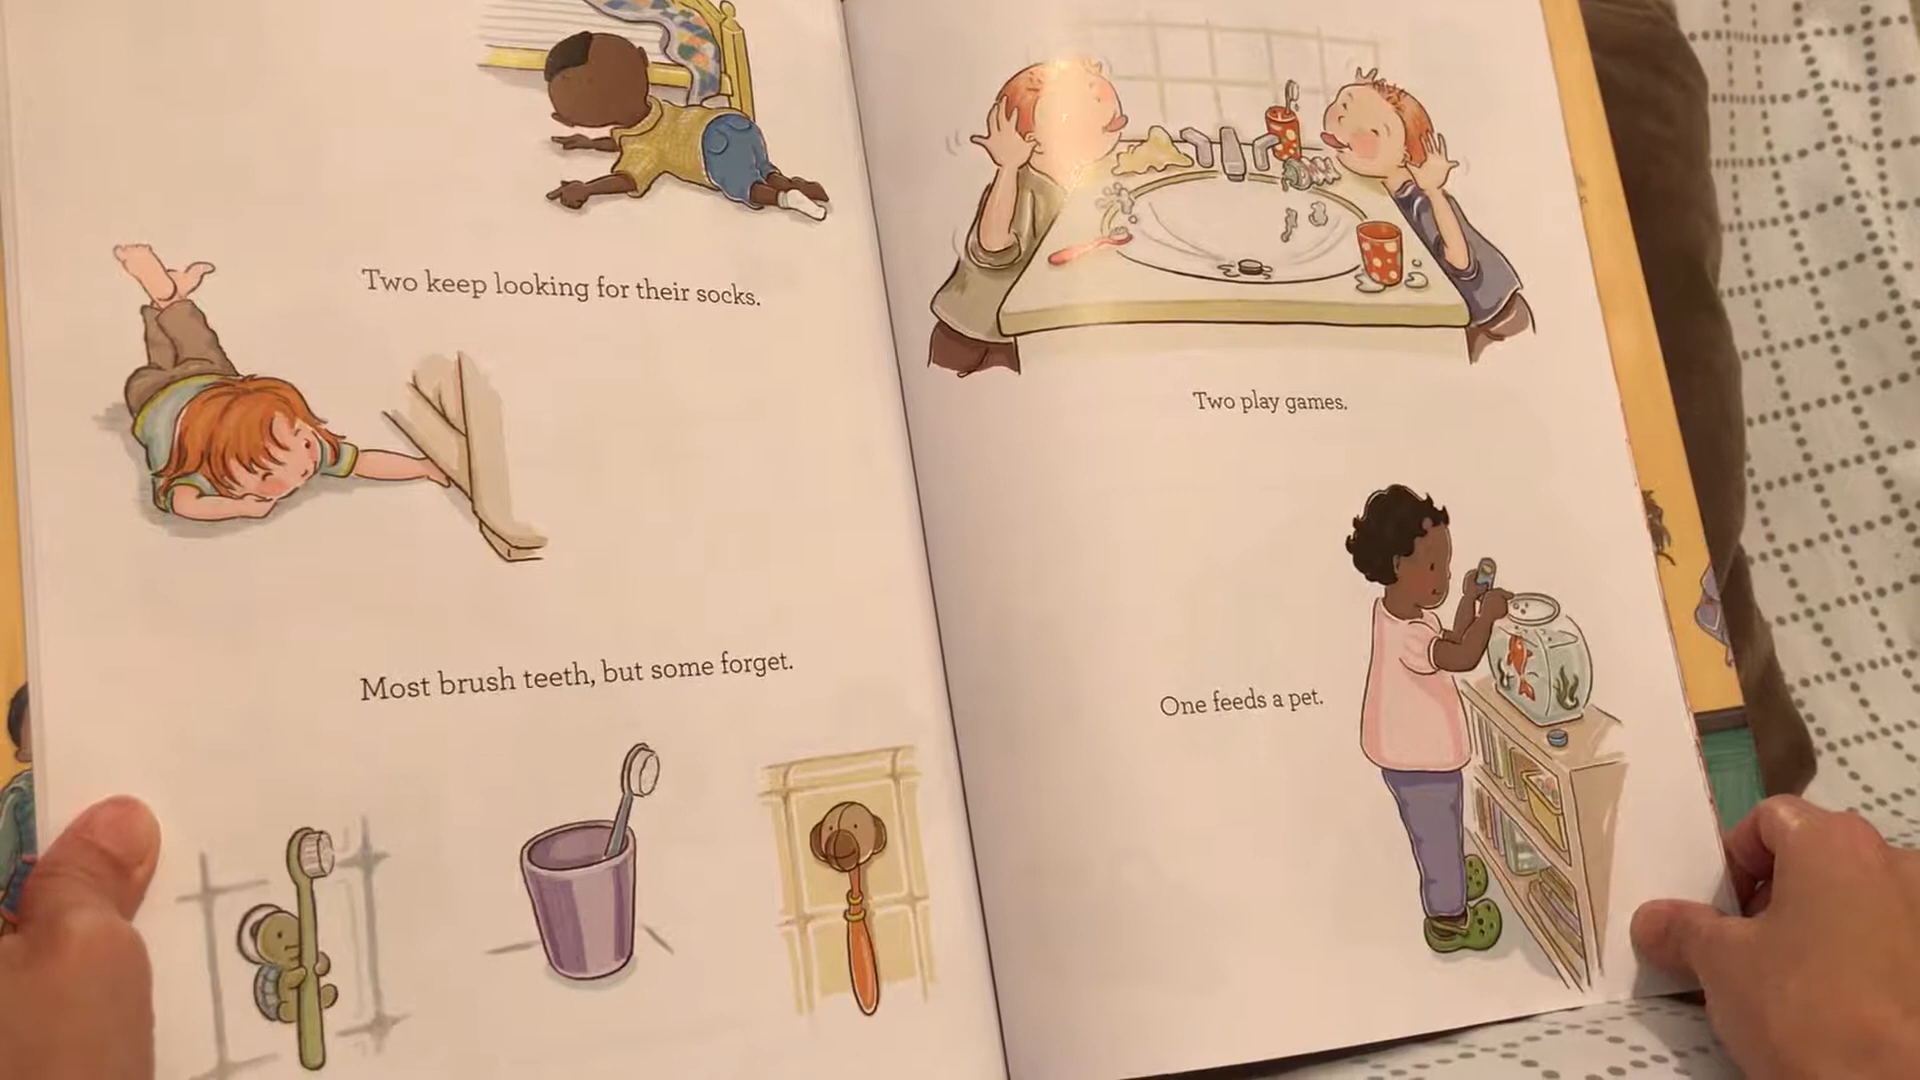 Two keep looking for their socks.
Most brush teeth, but some forget.
Two play games.
One feeds a pet.